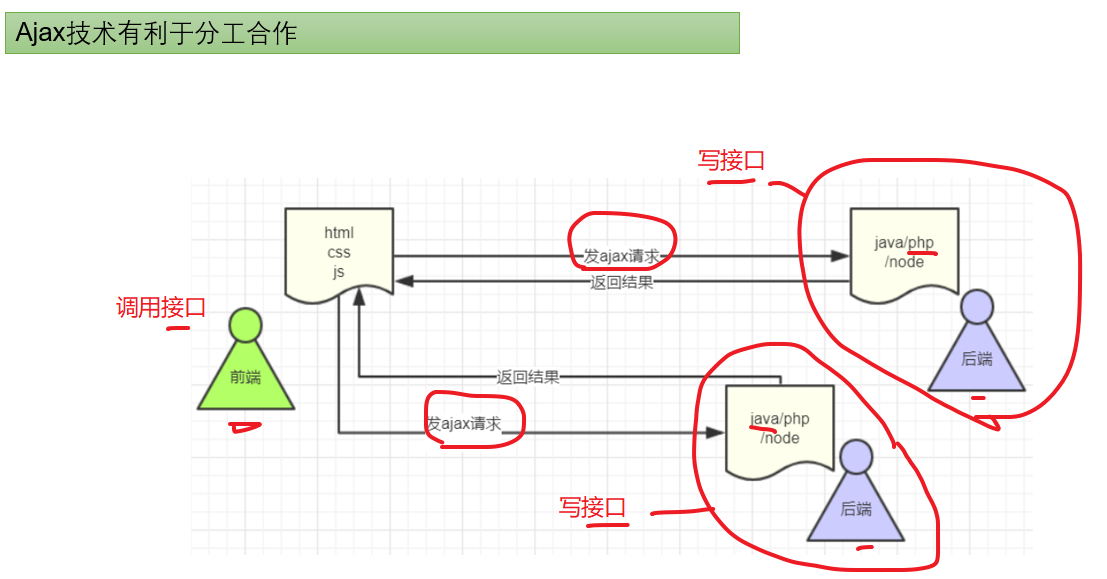 Ajax技术有利于分工合作
写接口
html
css
js
发ajax请求
返回结果
java/php
/node
调用接口
前端
后端
返回结果
发ajax请求
java/php
/node
写接口
后端